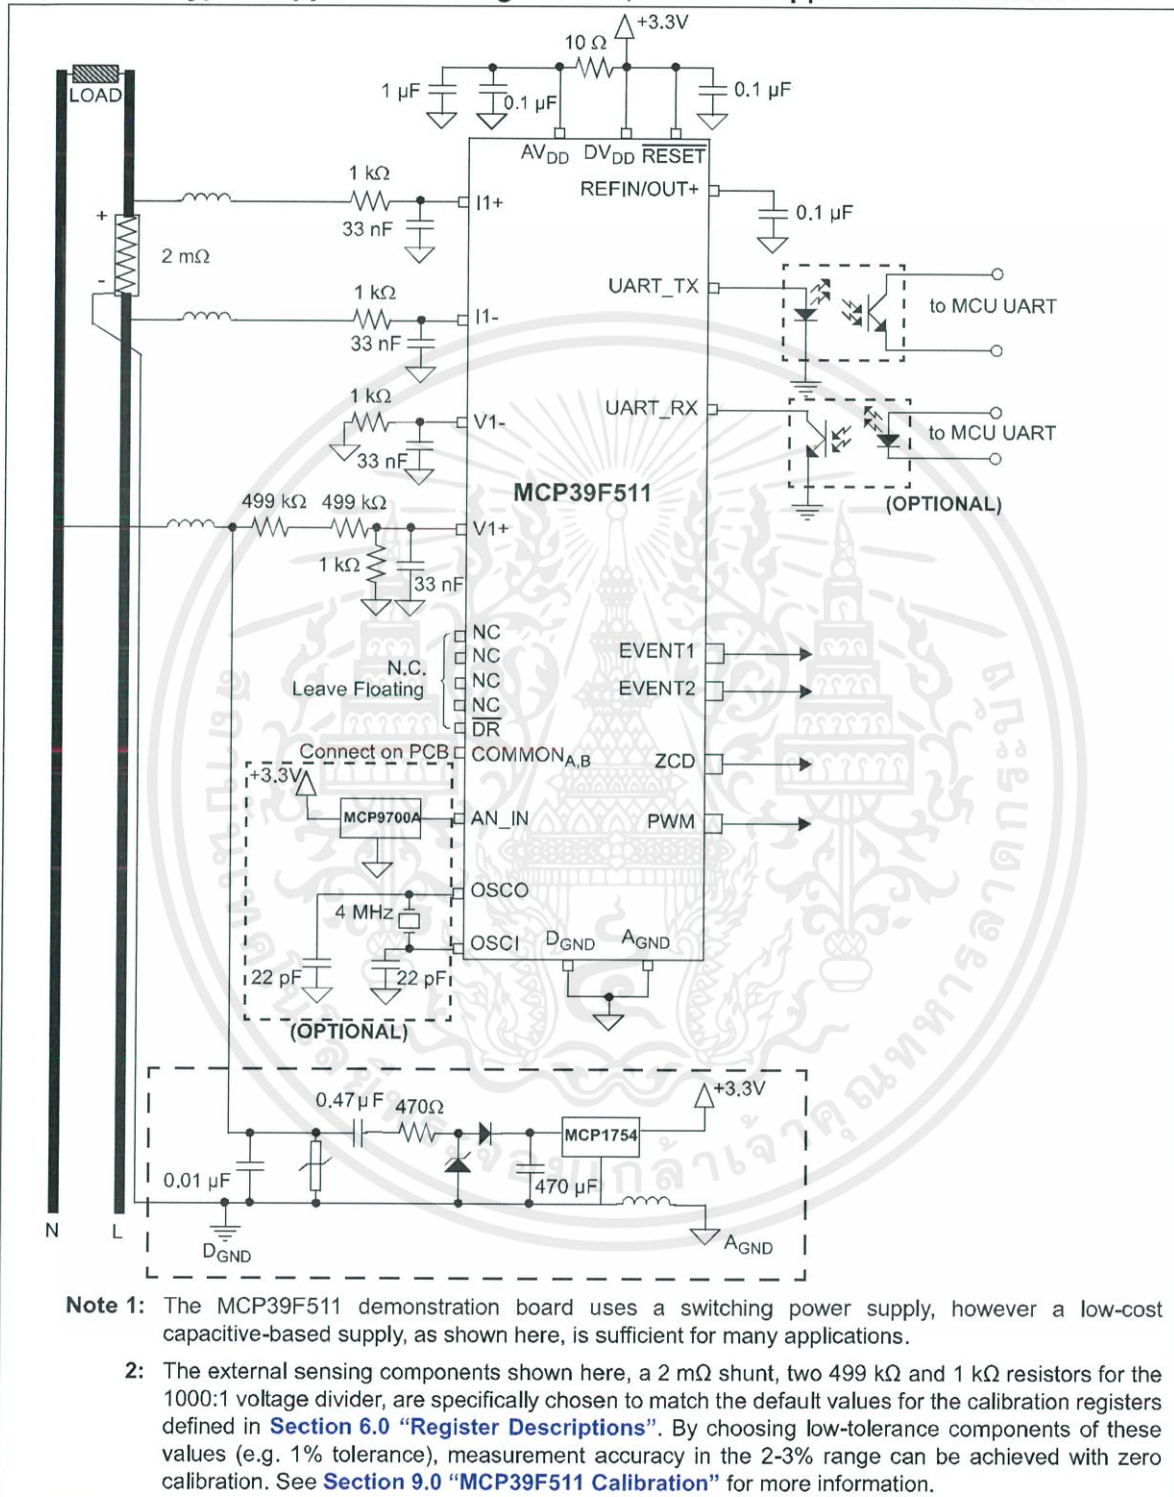 +3.3V
10 Ω
LOAD
1 µF
0.1 µF
0.1 µF
AVDD DVDD RESET
1 kΩ
I1+
REFIN/OUT+
33 nF
0.1 µF
+
2 mΩ
-
UART_TX
1 kΩ
I1-
to MCU UART
33 nF
1 kΩ
UART_RX
V1-
to MCU UART
33 nF
MCP39F511
499 kΩ 499 kΩ
(OPTIONAL)
V1+
1 kΩ
33 nF
NC
NC
NC
NC
DR
N.C.
Leave Floating
EVENT1
EVENT2
Connect on PCB
COMMONA,B
ZCD
+3.3V
MCP9700A
AN_IN
PWM
OSCO
4 MHz
OSCI
DGND AGND
22 pF
22 pF
(OPTIONAL)
+3.3V
0.47µF 470Ω
MCP1754
0.01 µF
470 µF
N L
DGND
AGND
Note 1: The MCP39F511 demonstration board uses a switching power supply, however a low-cost
capacitive-based supply, as shown here, is sufficient for many applications.
2: The external sensing components shown here, a 2 mΩ shunt, two 499 kΩ and 1 kΩ resistors for the
1000:1 voltage divider, are specifically chosen to match the default values for the calibration registers
defined in Section 6.0 “Register Descriptions”. By choosing low-tolerance components of these
values (e.g. 1% tolerance), measurement accuracy in the 2-3% range can be achieved with zero
calibration. See Section 9.0 “MCP39F511 Calibration” for more information.